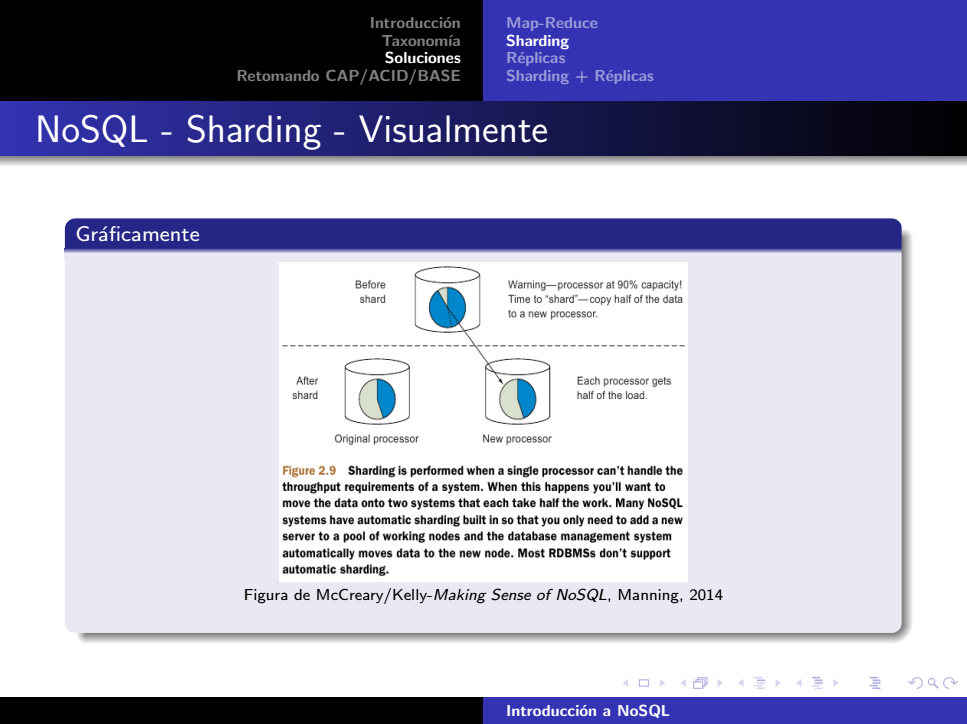 Introducción
Taxonomía
Soluciones
Retomando CAP/ACID/BASE
Map-Reduce
Sharding
Réplicas
Sharding + Réplicas
NoSQL - Sharding - Visualmente
Gráficamente
Before
shard
Warning—processor at 90% capacity!
Time to "shard"—copy half of the data
to a new processor.
After
shard
Each processor gets
half of the load.
Original processor
New processor
Figure 2.9 Sharding is performed when a single processor can't handle the
throughput requirements of a system. When this happens you'll want to
move the data onto two systems that each take half the work. Many NoSQL
systems have automatic sharding built in so that you only need to add a new
server to a pool of working nodes and the database management system
automatically moves data to the new node. Most RDBMSs don't support
automatic sharding.
Figura de McCreary/Kelly-Making Sense of NoSQL, Manning, 2014
Introducción a NoSQL